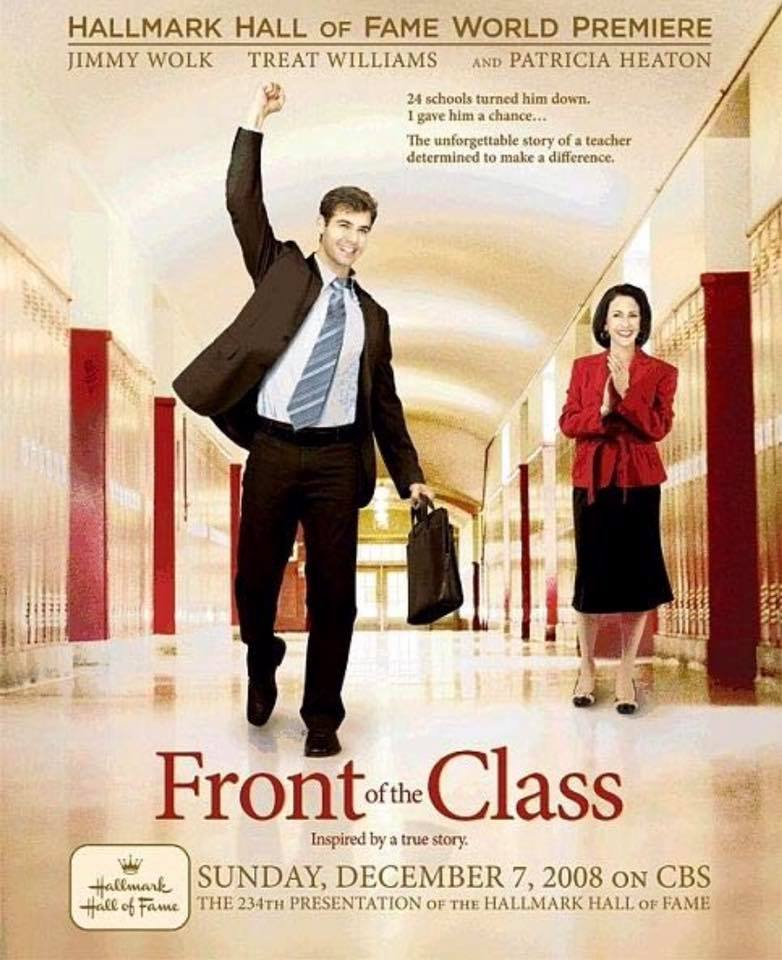 HALLMARK HALL OF FAME WORLD PREMIERE
JIMMY WOLK TREAT WILLIAMS AND PATRICIA HEATON
24 schools turned him down.
I gave him a chance...
The unforgettable story of a teacher
determined to make a difference.
Front of the Class
Inspired by a true story.
Hallmark
Hall of Fame
SUNDAY, DECEMBER 7, 2008 ON CBS
THE 234TH PRESENTATION OF THE HALLMARK HALL OF FAME